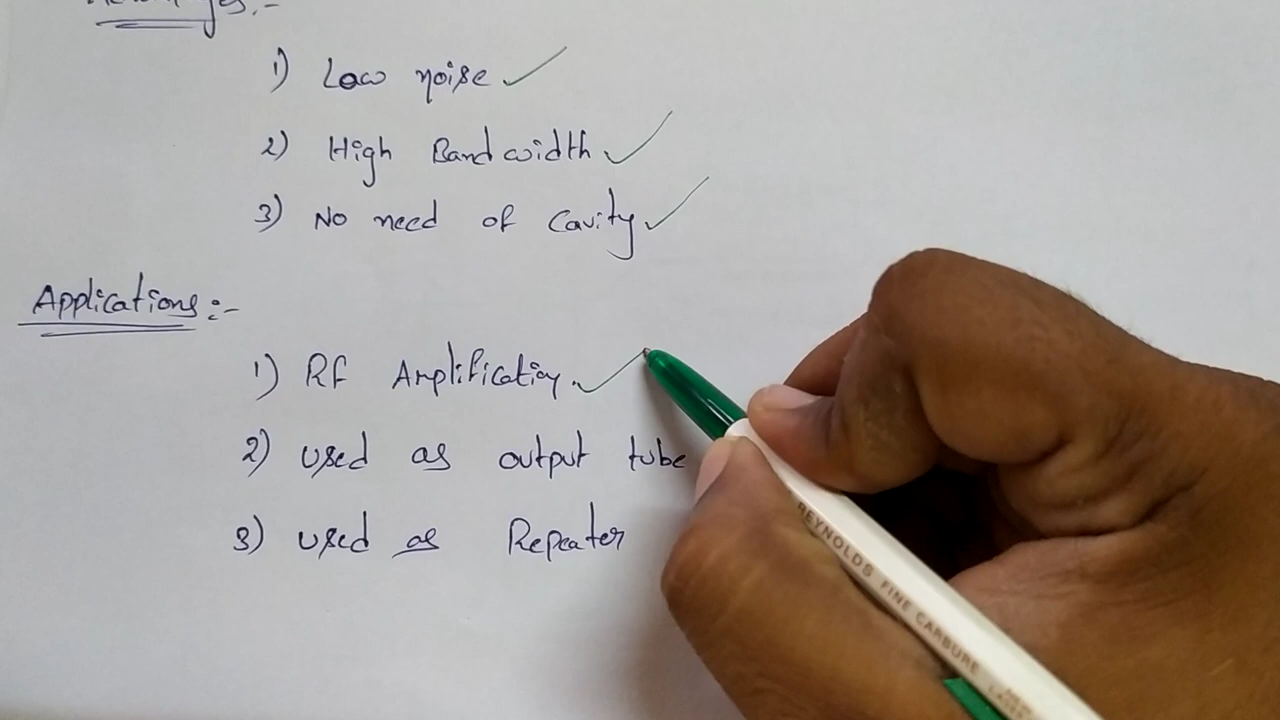 1) Low noise
2) High Bandwidth
3) No need of Cavity
Applications:-
1) RF Amplification
2) used as output tube
3) used as Repeater
REYNOLDS FINE CARBURE